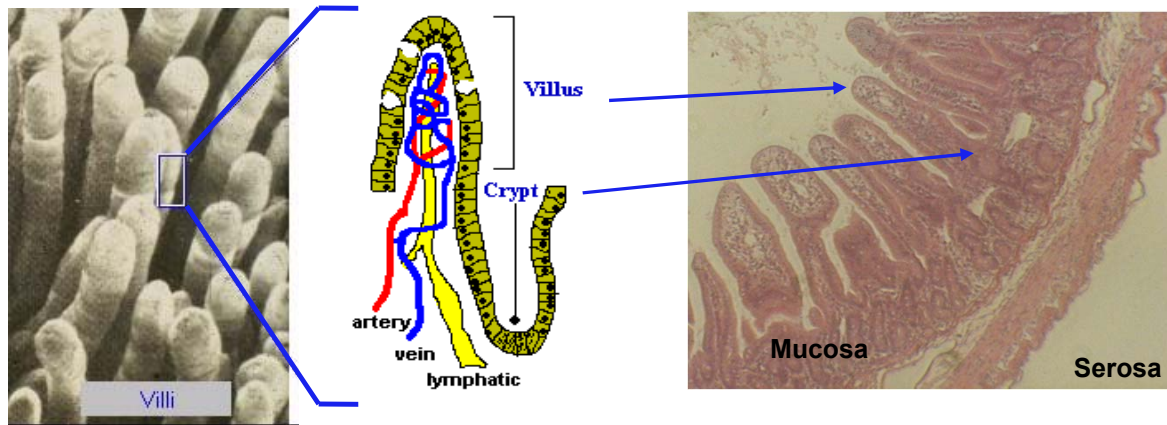 Villi
Villus
Crypt
artery
vein
lymphatic
Mucosa
Serosa